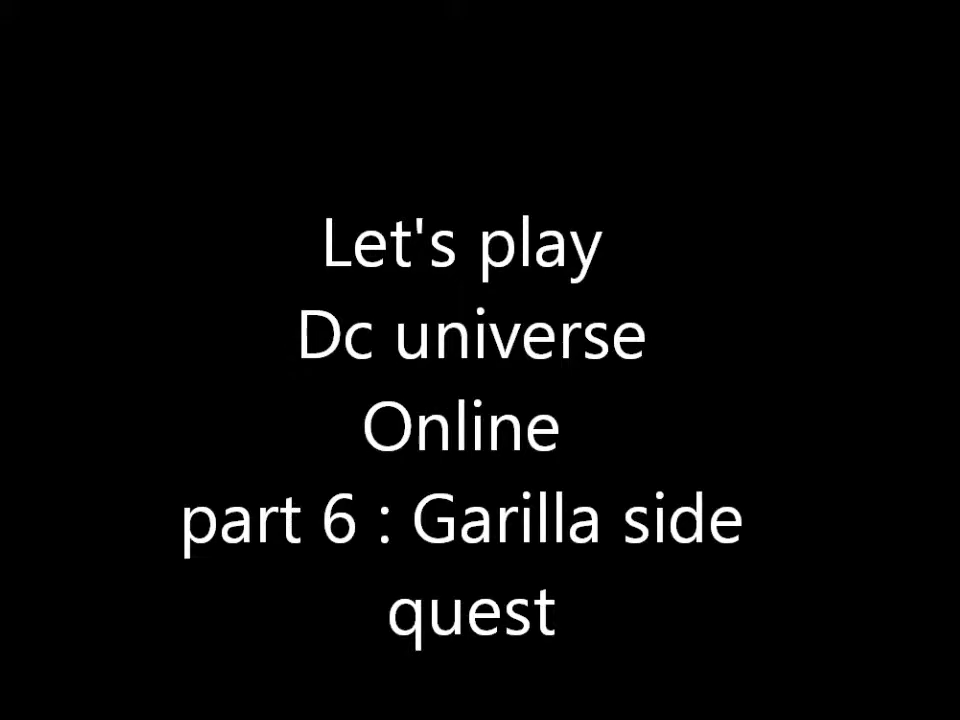 Let's play
Dc universe
Online
part 6 : Garilla side
quest